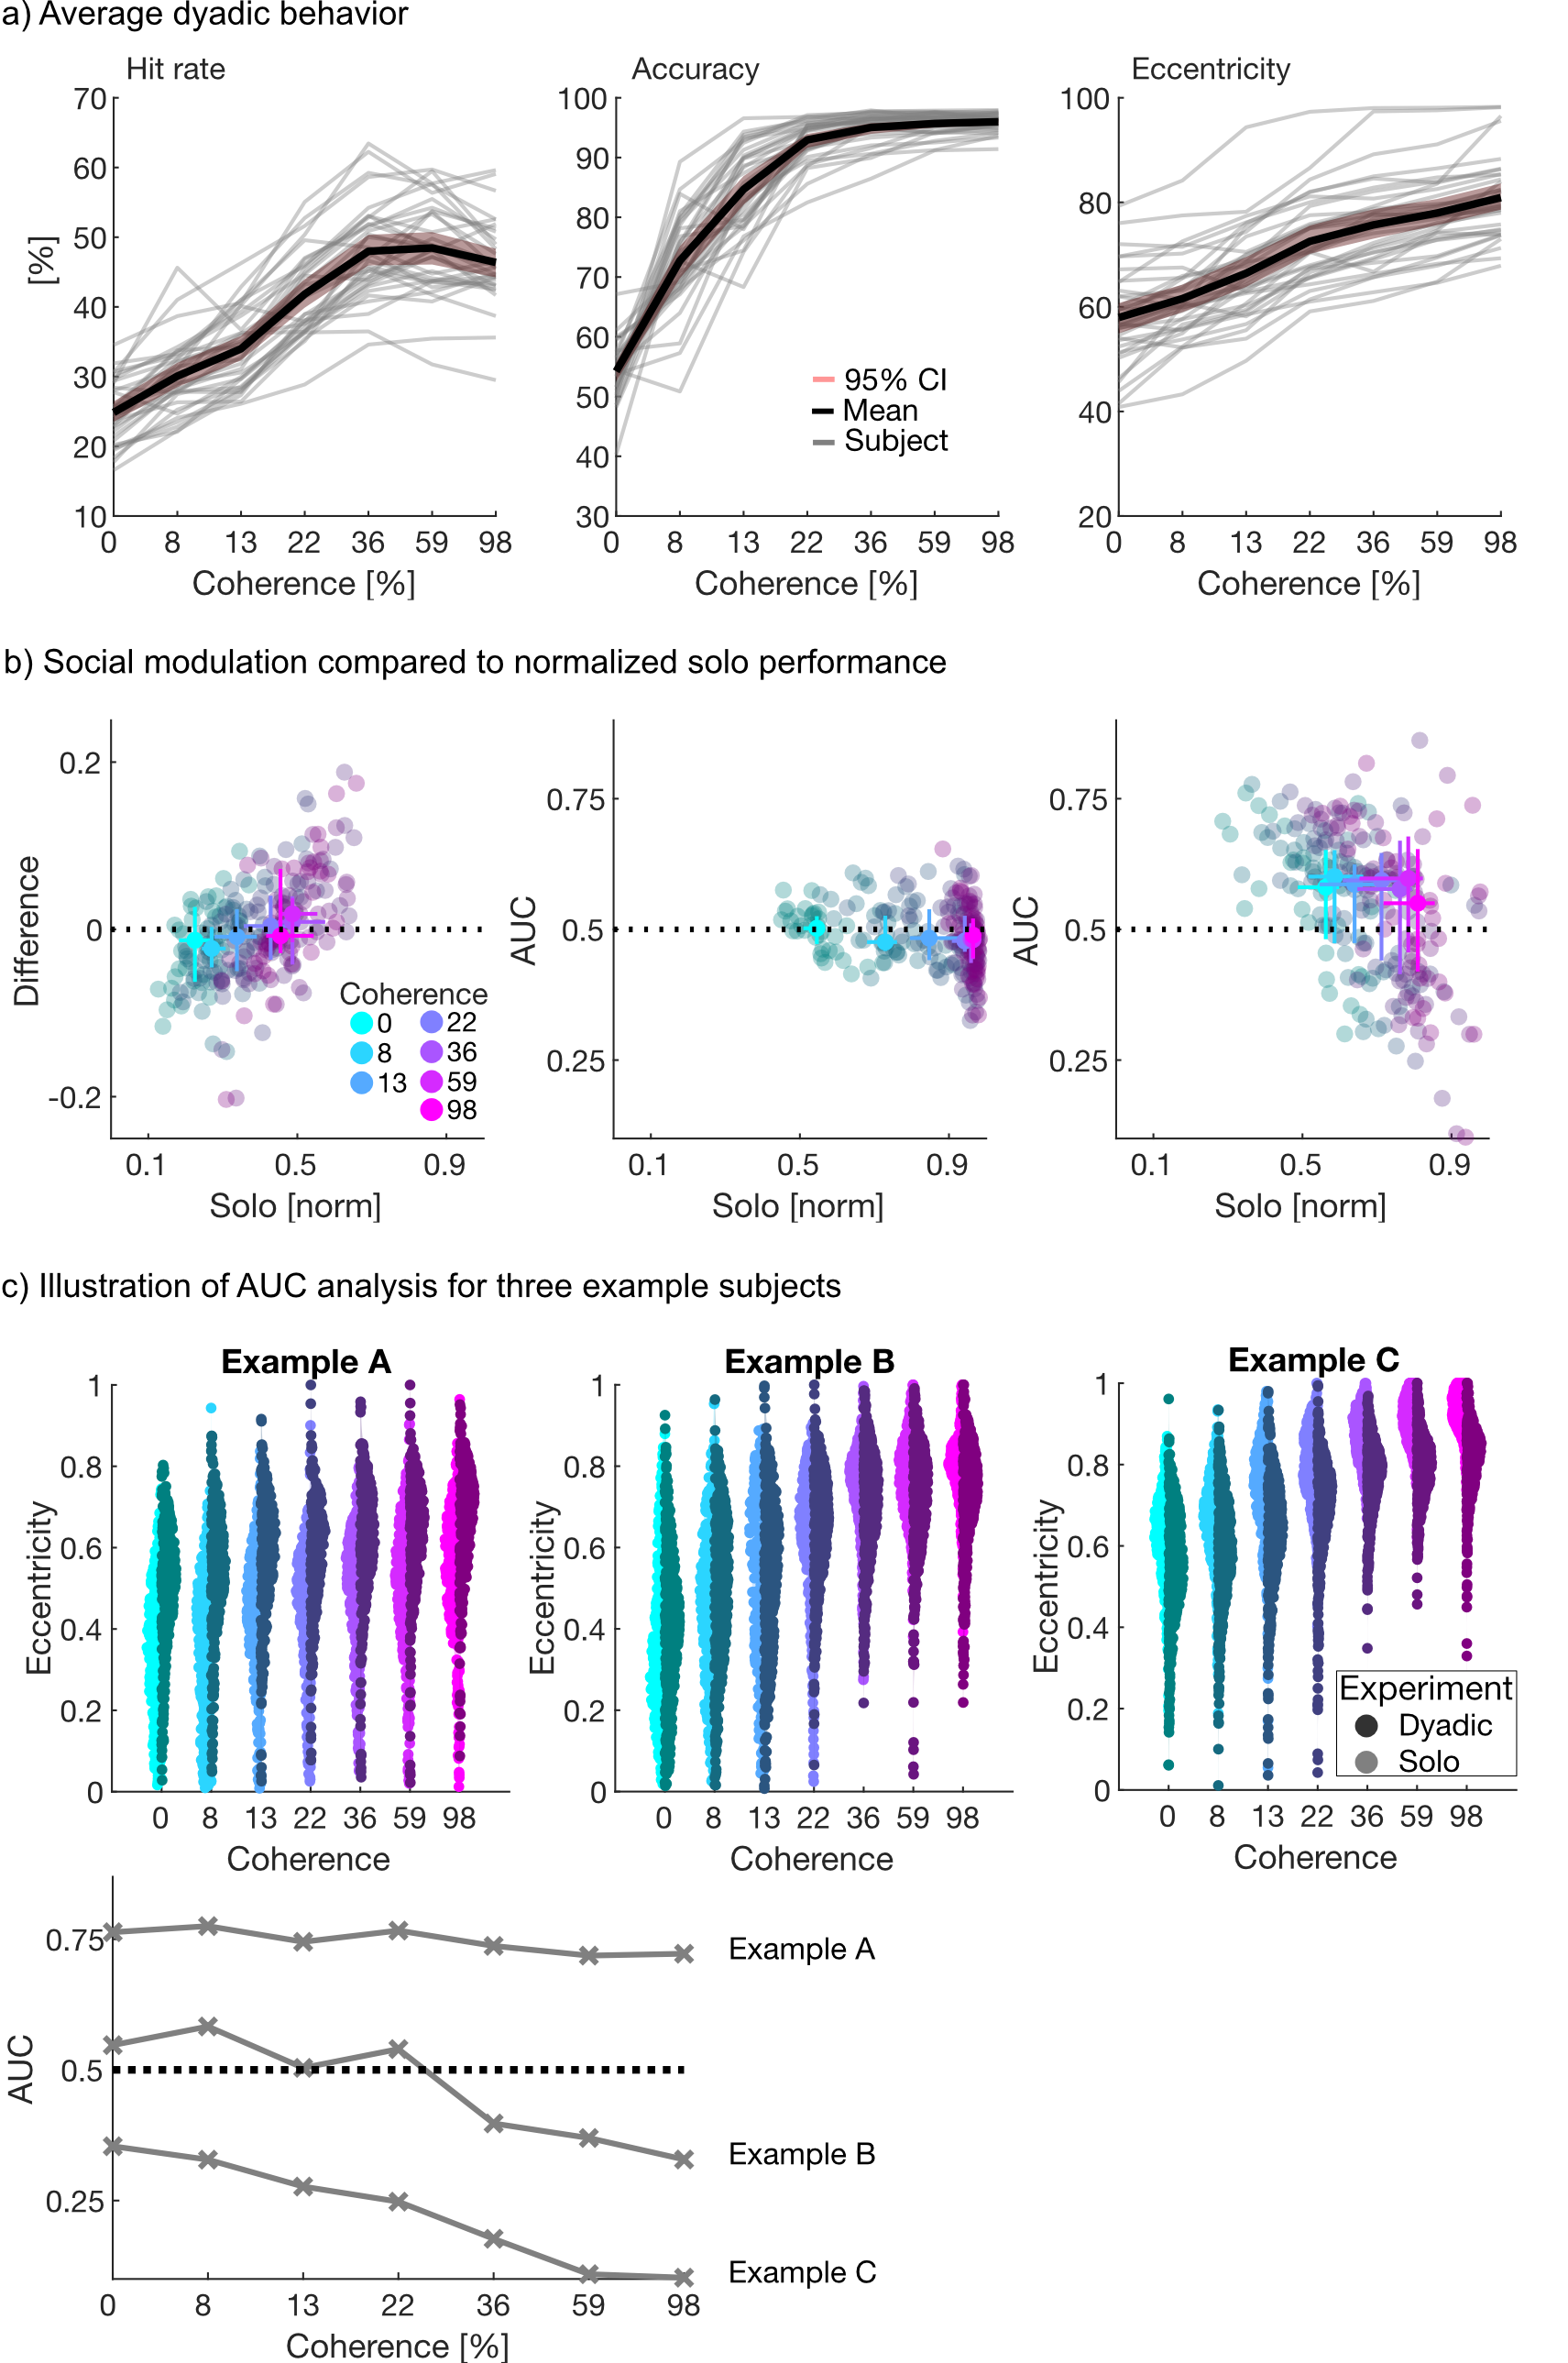 a) Average dyadic behavior
Hit rate
Accuracy
Eccentricity
70
60
50
40
30
20
10
[%]
0 8 13 22 36 59 98
Coherence [%]
100
90
80
70
60
50
40
30
95% CI
Mean
Subject
0 8 13 22 36 59 98
Coherence [%]
100
80
60
40
20
0 8 13 22 36 59 98
Coherence [%]
b) Social modulation compared to normalized solo performance
0.2
0
-0.2
Difference
Coherence
0 22
8 36
13 59
98
0.1 0.5 0.9
Solo [norm]
0.75
0.5
0.25
AUC
0.1 0.5 0.9
Solo [norm]
0.75
0.5
0.25
AUC
0.1 0.5 0.9
Solo [norm]
c) Illustration of AUC analysis for three example subjects
Example A
1
0.8
0.6
0.4
0.2
0
Eccentricity
0 8 13 22 36 59 98
Coherence
Example B
1
0.8
0.6
0.4
0.2
0
Eccentricity
0 8 13 22 36 59 98
Coherence
Example C
1
0.8
0.6
0.4
0.2
0
Eccentricity
Experiment
Dyadic
Solo
0 8 13 22 36 59 98
Coherence
0.75
0.5
0.25
AUC
Example A
Example B
Example C
0 8 13 22 36 59 98
Coherence [%]